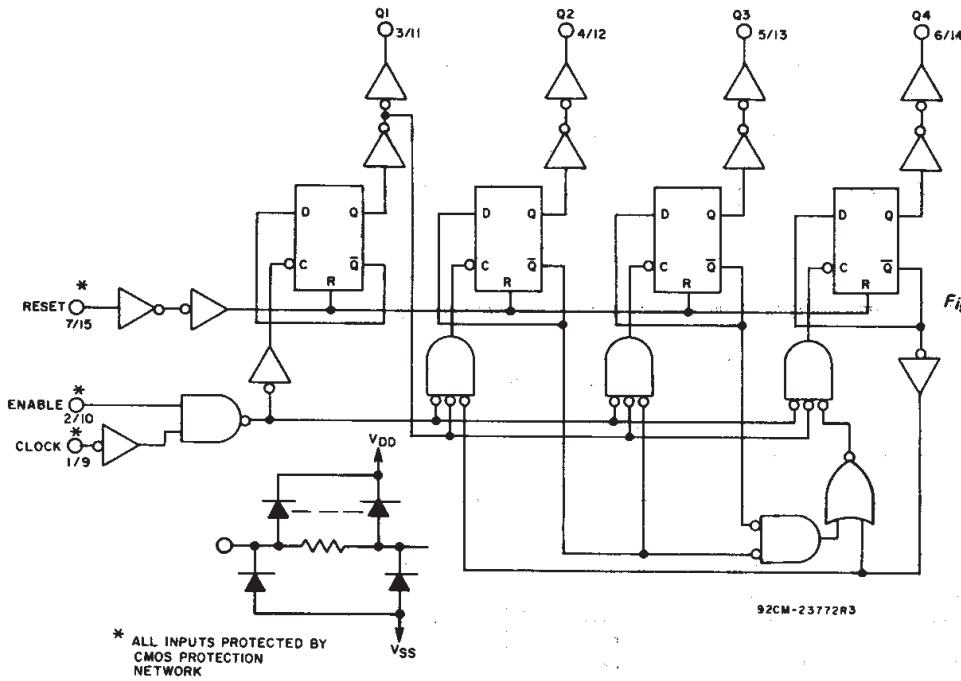 Q1 Q2 Q3 Q4
3/11 4/12 5/13 6/14
D Q D Q D Q D Q
C Q̅ C Q̅ C Q̅ C Q̅
R R R R
* RESET
7/15
* ENABLE
2/10
* CLOCK
1/9
VDD
VSS
92CM-23772R3
* ALL INPUTS PROTECTED BY
CMOS PROTECTION
NETWORK